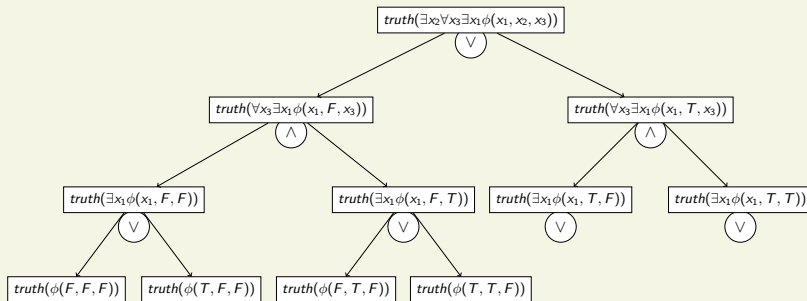 truth(∃x₂∀x₃∃x₁ϕ(x₁, x₂, x₃))
∨
truth(∀x₃∃x₁ϕ(x₁, F, x₃))
truth(∀x₃∃x₁ϕ(x₁, T, x₃))
∧
∧
truth(∃x₁ϕ(x₁, F, F))
truth(∃x₁ϕ(x₁, F, T))
truth(∃x₁ϕ(x₁, T, F))
truth(∃x₁ϕ(x₁, T, T))
∨
∨
∨
∨
truth(ϕ(F, F, F))
truth(ϕ(T, F, F))
truth(ϕ(F, T, F))
truth(ϕ(T, T, F))